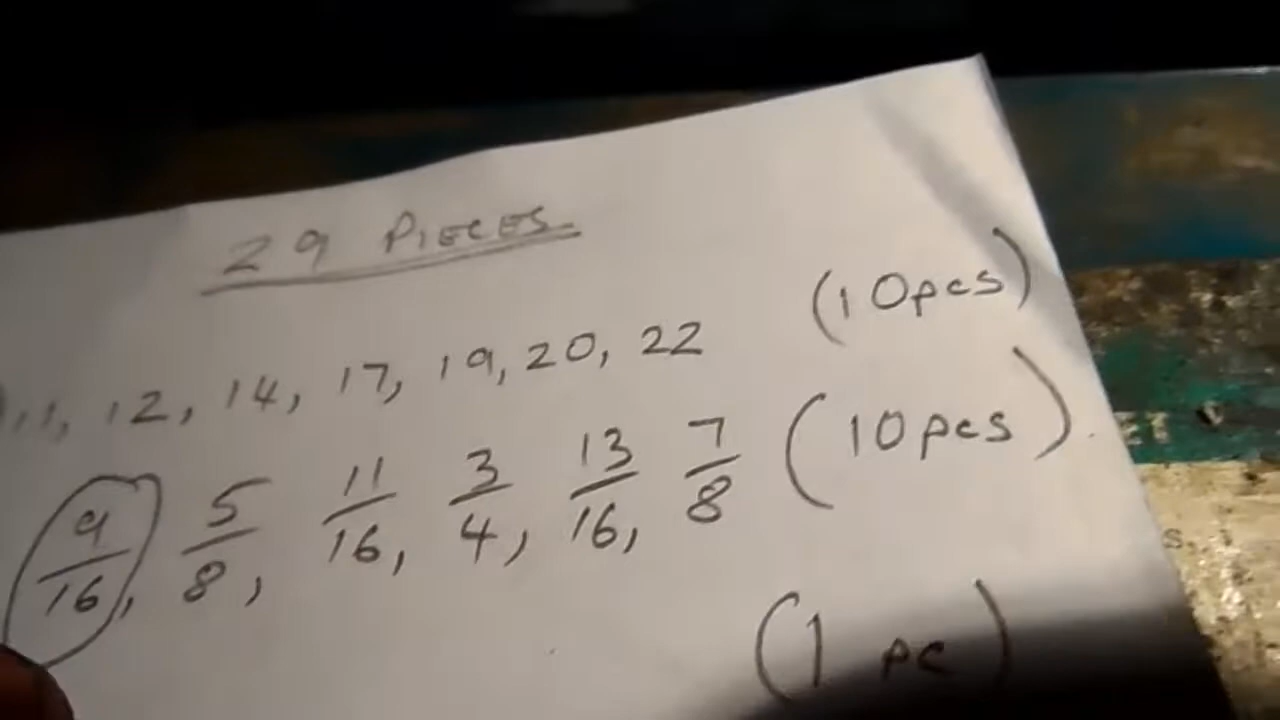 29 PIECES
11, 12, 14, 17, 19, 20, 22 (10pcs)
9/16, 5/8, 11/16, 3/4, 13/16, 7/8 (10pcs)
(1 pc)